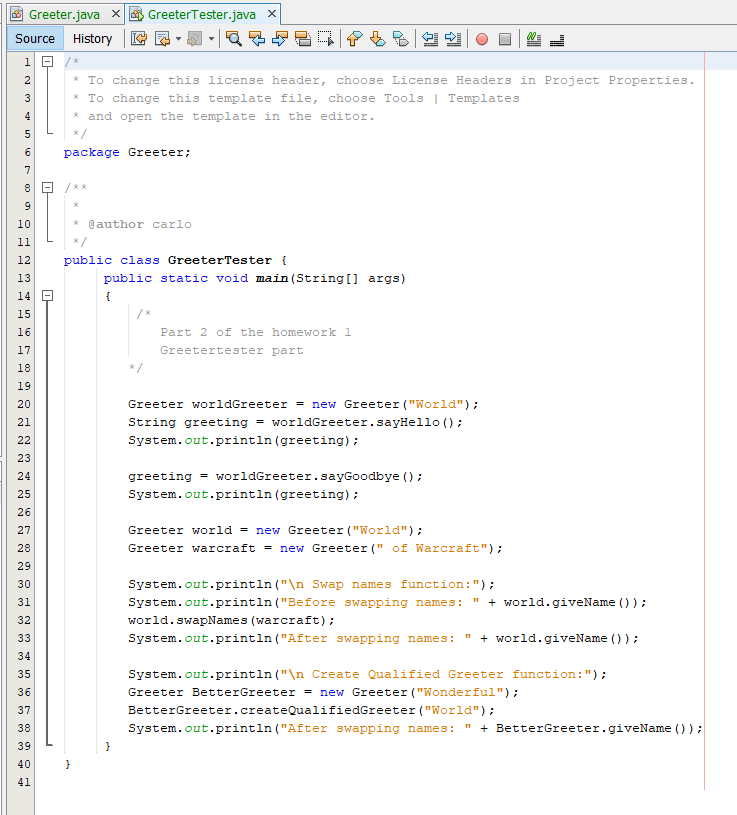 Greeter.java × GreeterTester.java ×
Source History
1 /*
2 * To change this license header, choose License Headers in Project Properties.
3 * To change this template file, choose Tools | Templates
4 * and open the template in the editor.
5 */
6 package Greeter;
7
8 /**
9 *
10 * @author carlo
11 */
12 public class GreeterTester {
13 public static void main(String[] args)
14 {
15 /*
16 Part 2 of the homework 1
17 Greetertester part
18 */
19
20 Greeter worldGreeter = new Greeter("World");
21 String greeting = worldGreeter.sayHello();
22 System.out.println(greeting);
23
24 greeting = worldGreeter.sayGoodbye();
25 System.out.println(greeting);
26
27 Greeter world = new Greeter("World");
28 Greeter warcraft = new Greeter(" of Warcraft");
29
30 System.out.println("\n Swap names function:");
31 System.out.println("Before swapping names: " + world.giveName());
32 world.swapNames(warcraft);
33 System.out.println("After swapping names: " + world.giveName());
34
35 System.out.println("\n Create Qualified Greeter function:");
36 Greeter BetterGreeter = new Greeter("Wonderful");
37 BetterGreeter.createQualifiedGreeter("World");
38 System.out.println("After swapping names: " + BetterGreeter.giveName());
39 }
40 }
41